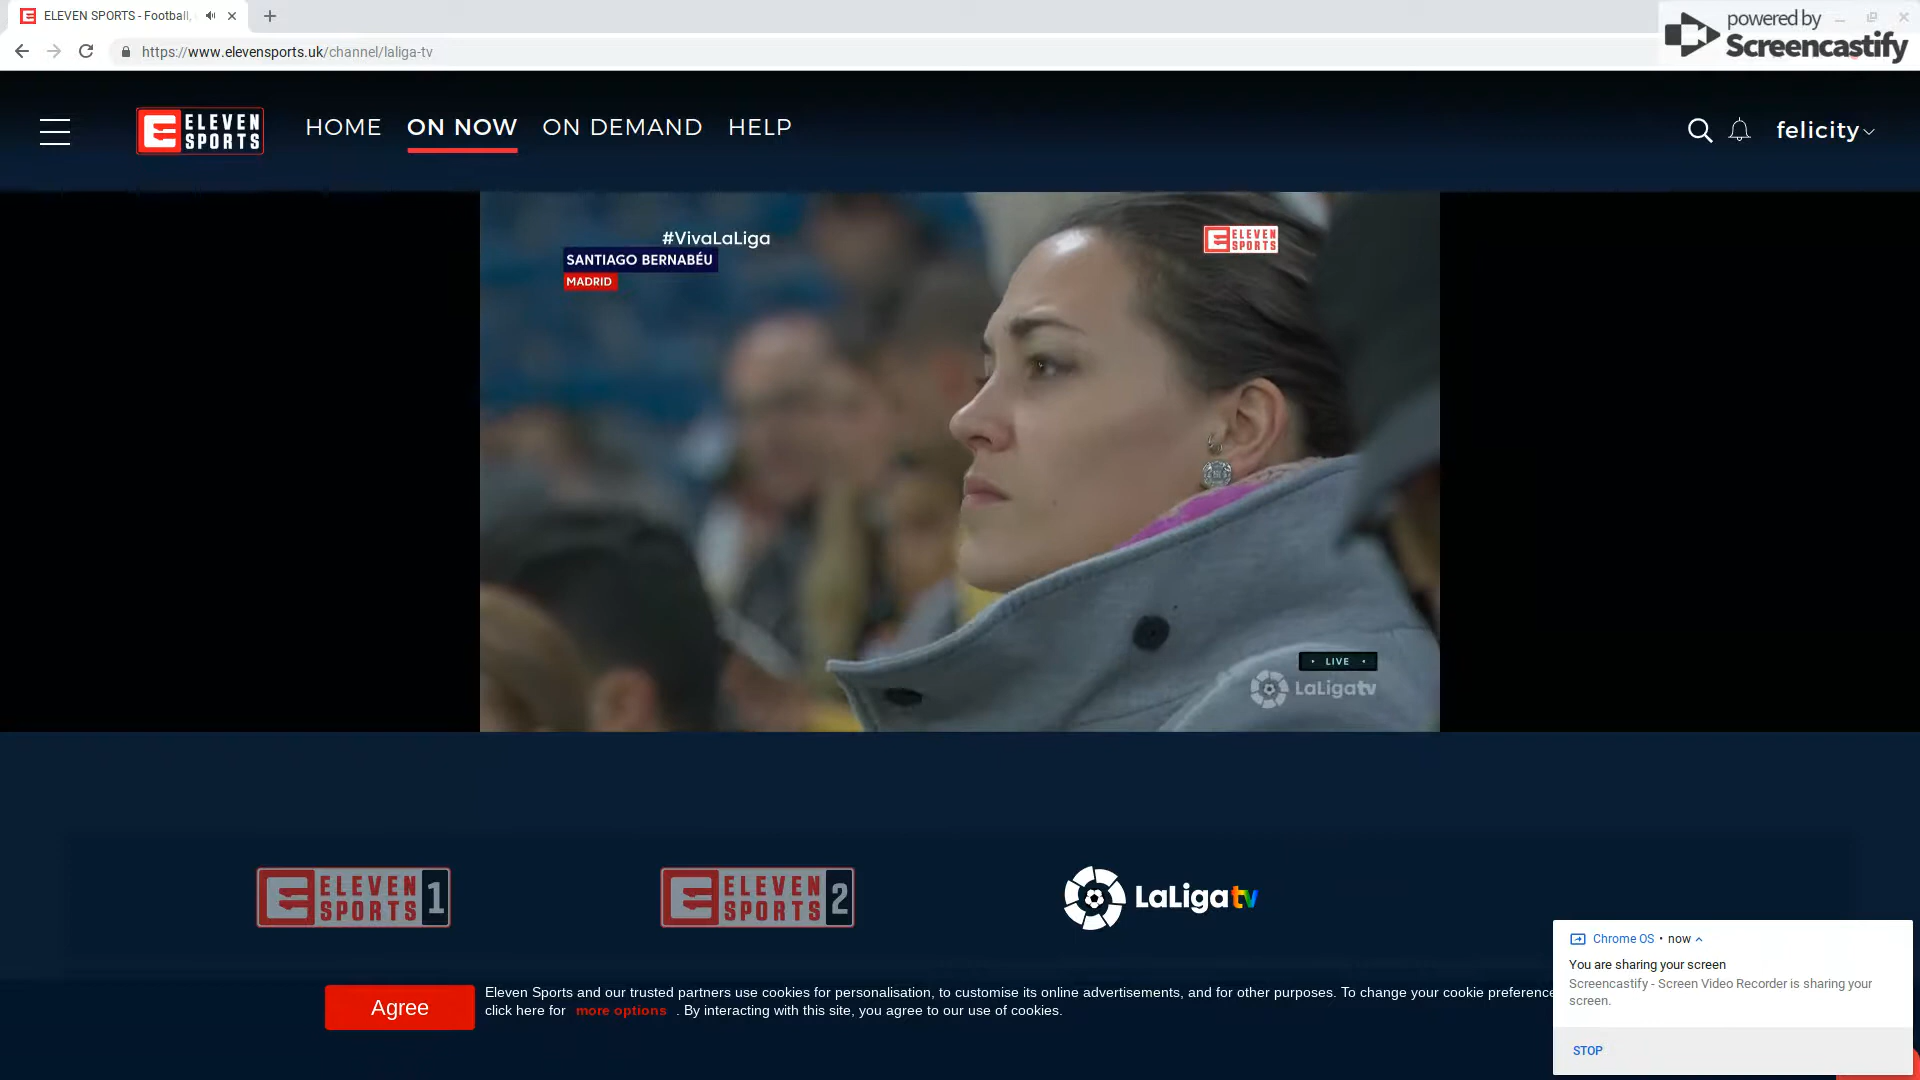 ELEVEN SPORTS - Football,
powered by
Screencastify
https://www.elevensports.uk/channel/laliga-tv
ELEVEN SPORTS
HOME
ON NOW
ON DEMAND
HELP
felicity
#VivaLaLiga
SANTIAGO BERNABÉU
MADRID
ELEVEN SPORTS
LIVE
LaLigatv
ELEVEN SPORTS 1
ELEVEN SPORTS 2
LaLigatv
Agree
Eleven Sports and our trusted partners use cookies for personalisation, to customise its online advertisements, and for other purposes. To change your cookie preference
click here for more options . By interacting with this site, you agree to our use of cookies.
Chrome OS • now
You are sharing your screen
Screencastify - Screen Video Recorder is sharing your
screen.
STOP